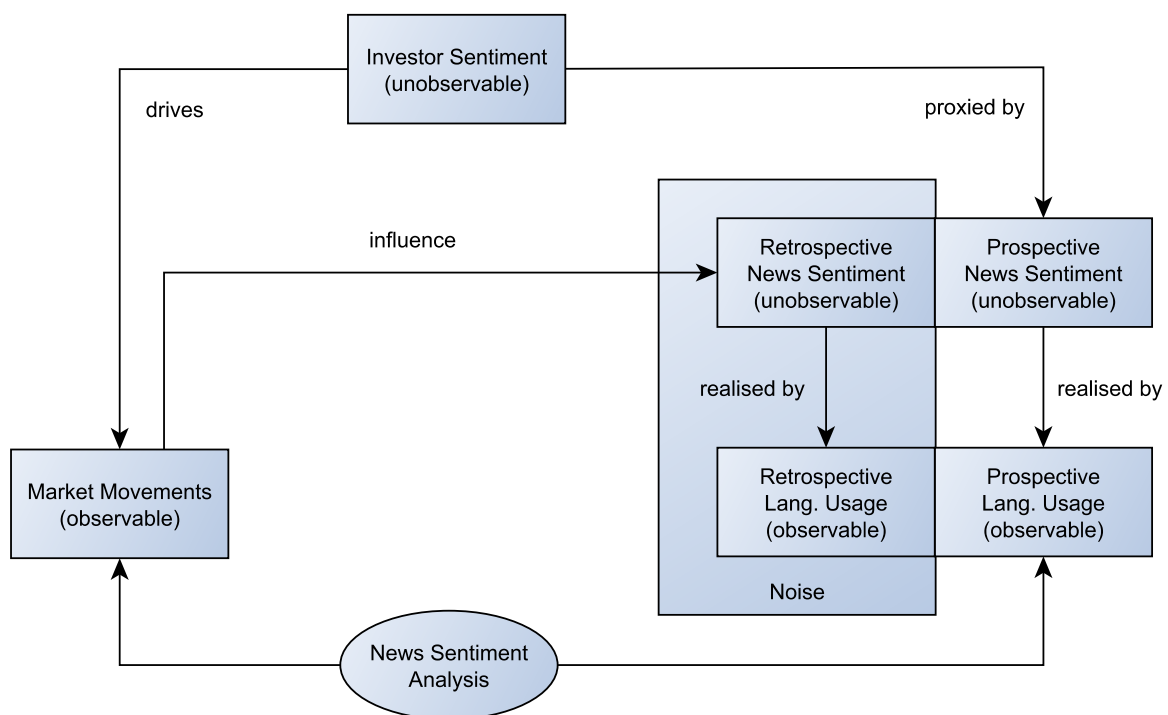 Investor Sentiment
(unobservable)
drives
proxied by
influence
Retrospective
News Sentiment
(unobservable)
Prospective
News Sentiment
(unobservable)
realised by
realised by
Market Movements
(observable)
Retrospective
Lang. Usage
(observable)
Prospective
Lang. Usage
(observable)
Noise
News Sentiment
Analysis